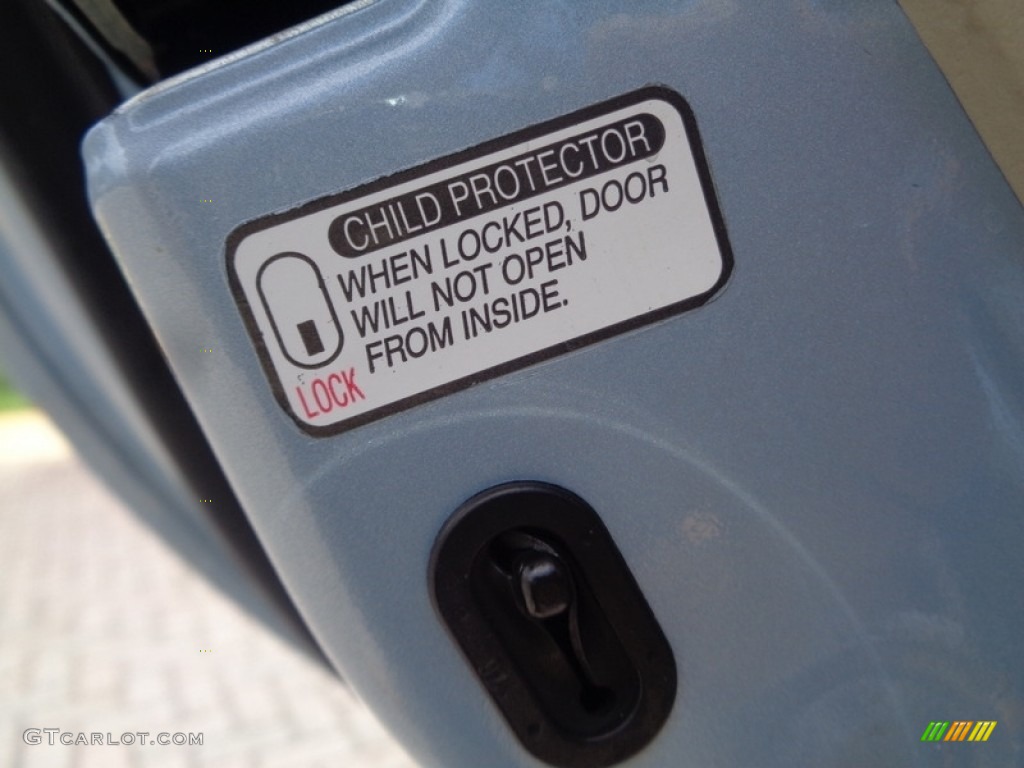 CHILD PROTECTOR
WHEN LOCKED, DOOR
WILL NOT OPEN
FROM INSIDE.
LOCK
GTCARLOT.COM